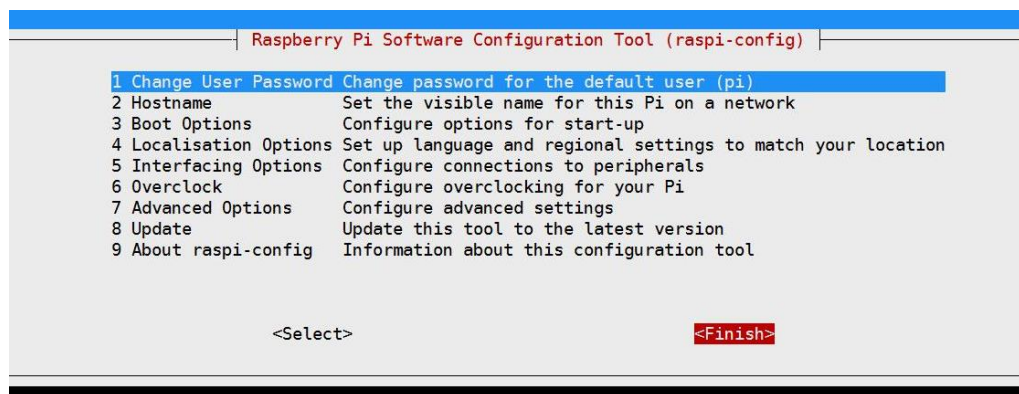 Raspberry Pi Software Configuration Tool (raspi-config)
1 Change User Password Change password for the default user (pi)
2 Hostname Set the visible name for this Pi on a network
3 Boot Options Configure options for start-up
4 Localisation Options Set up language and regional settings to match your location
5 Interfacing Options Configure connections to peripherals
6 Overclock Configure overclocking for your Pi
7 Advanced Options Configure advanced settings
8 Update Update this tool to the latest version
9 About raspi-config Information about this configuration tool
<Select> <Finish>